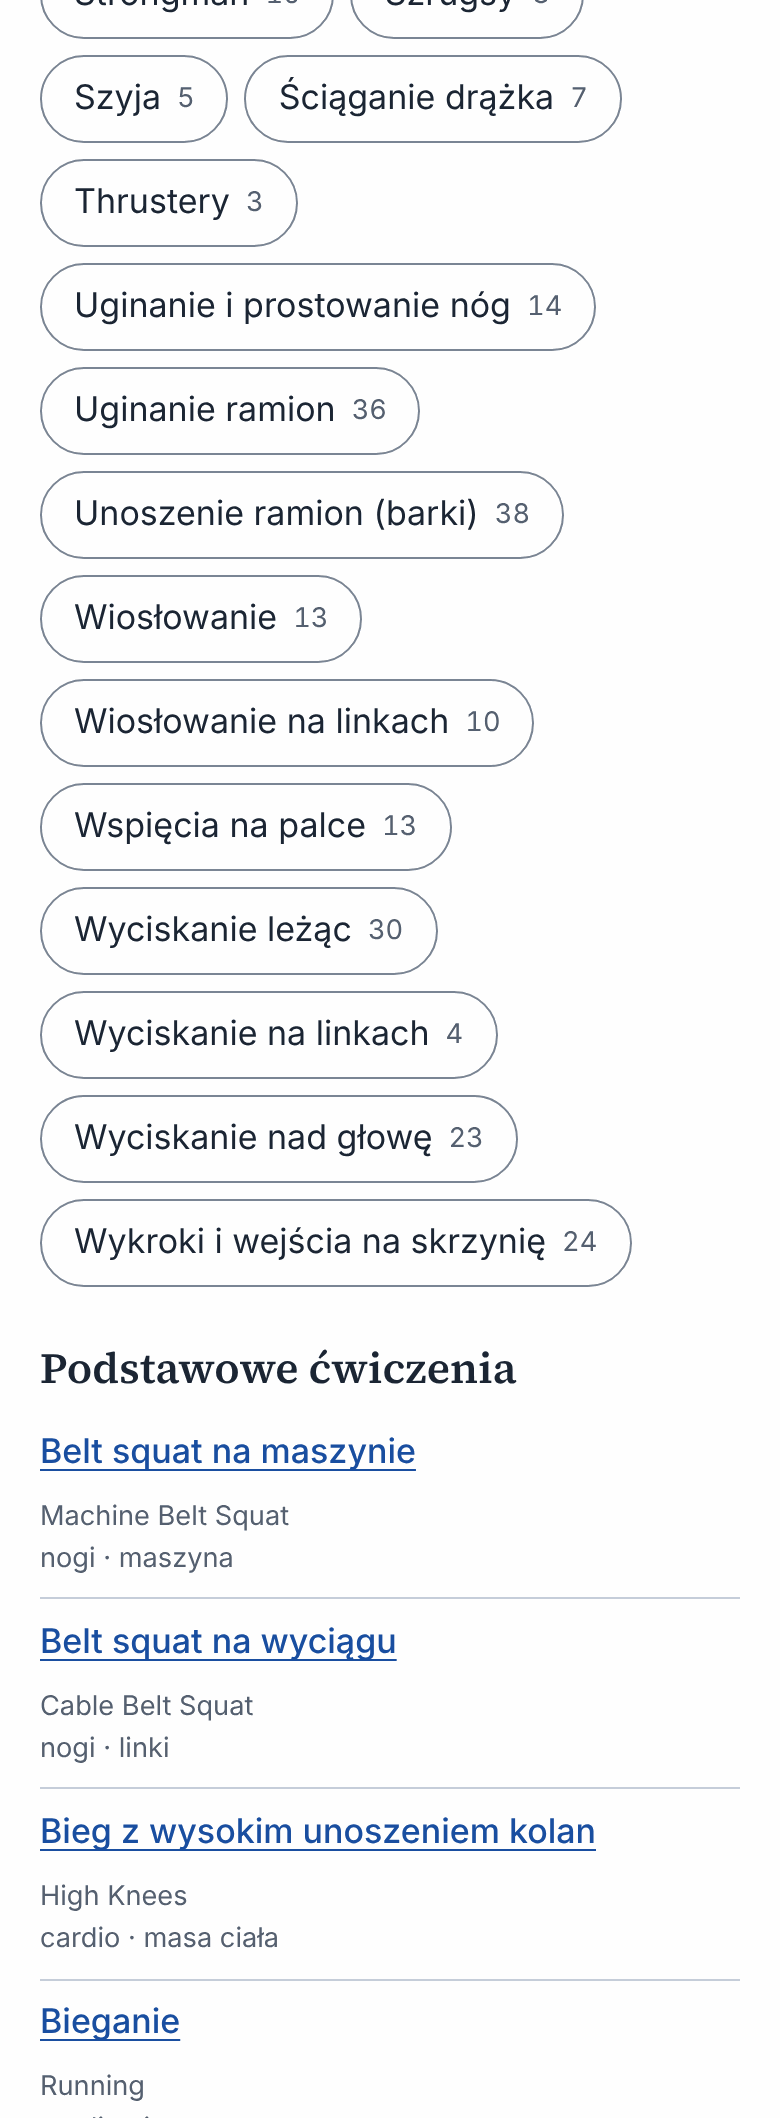 Strongman
Szrugsy
Szyja 5
Ściąganie drążka 7
Thrustery 3
Uginanie i prostowanie nóg 14
Uginanie ramion 36
Unoszenie ramion (barki) 38
Wiosłowanie 13
Wiosłowanie na linkach 10
Wspięcia na palce 13
Wyciskanie leżąc 30
Wyciskanie na linkach 4
Wyciskanie nad głowę 23
Wykroki i wejścia na skrzynię 24
Podstawowe ćwiczenia
Belt squat na maszynie
Machine Belt Squat
nogi · maszyna
Belt squat na wyciągu
Cable Belt Squat
nogi · linki
Bieg z wysokim unoszeniem kolan
High Knees
cardio · masa ciała
Bieganie
Running